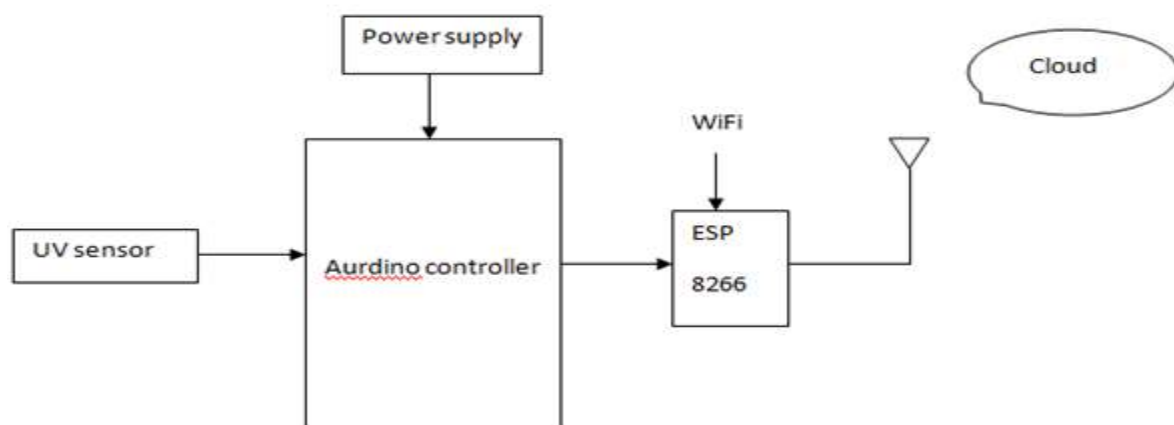 Power supply
Cloud
WiFi
UV sensor
Aurdino controller
ESP
8266